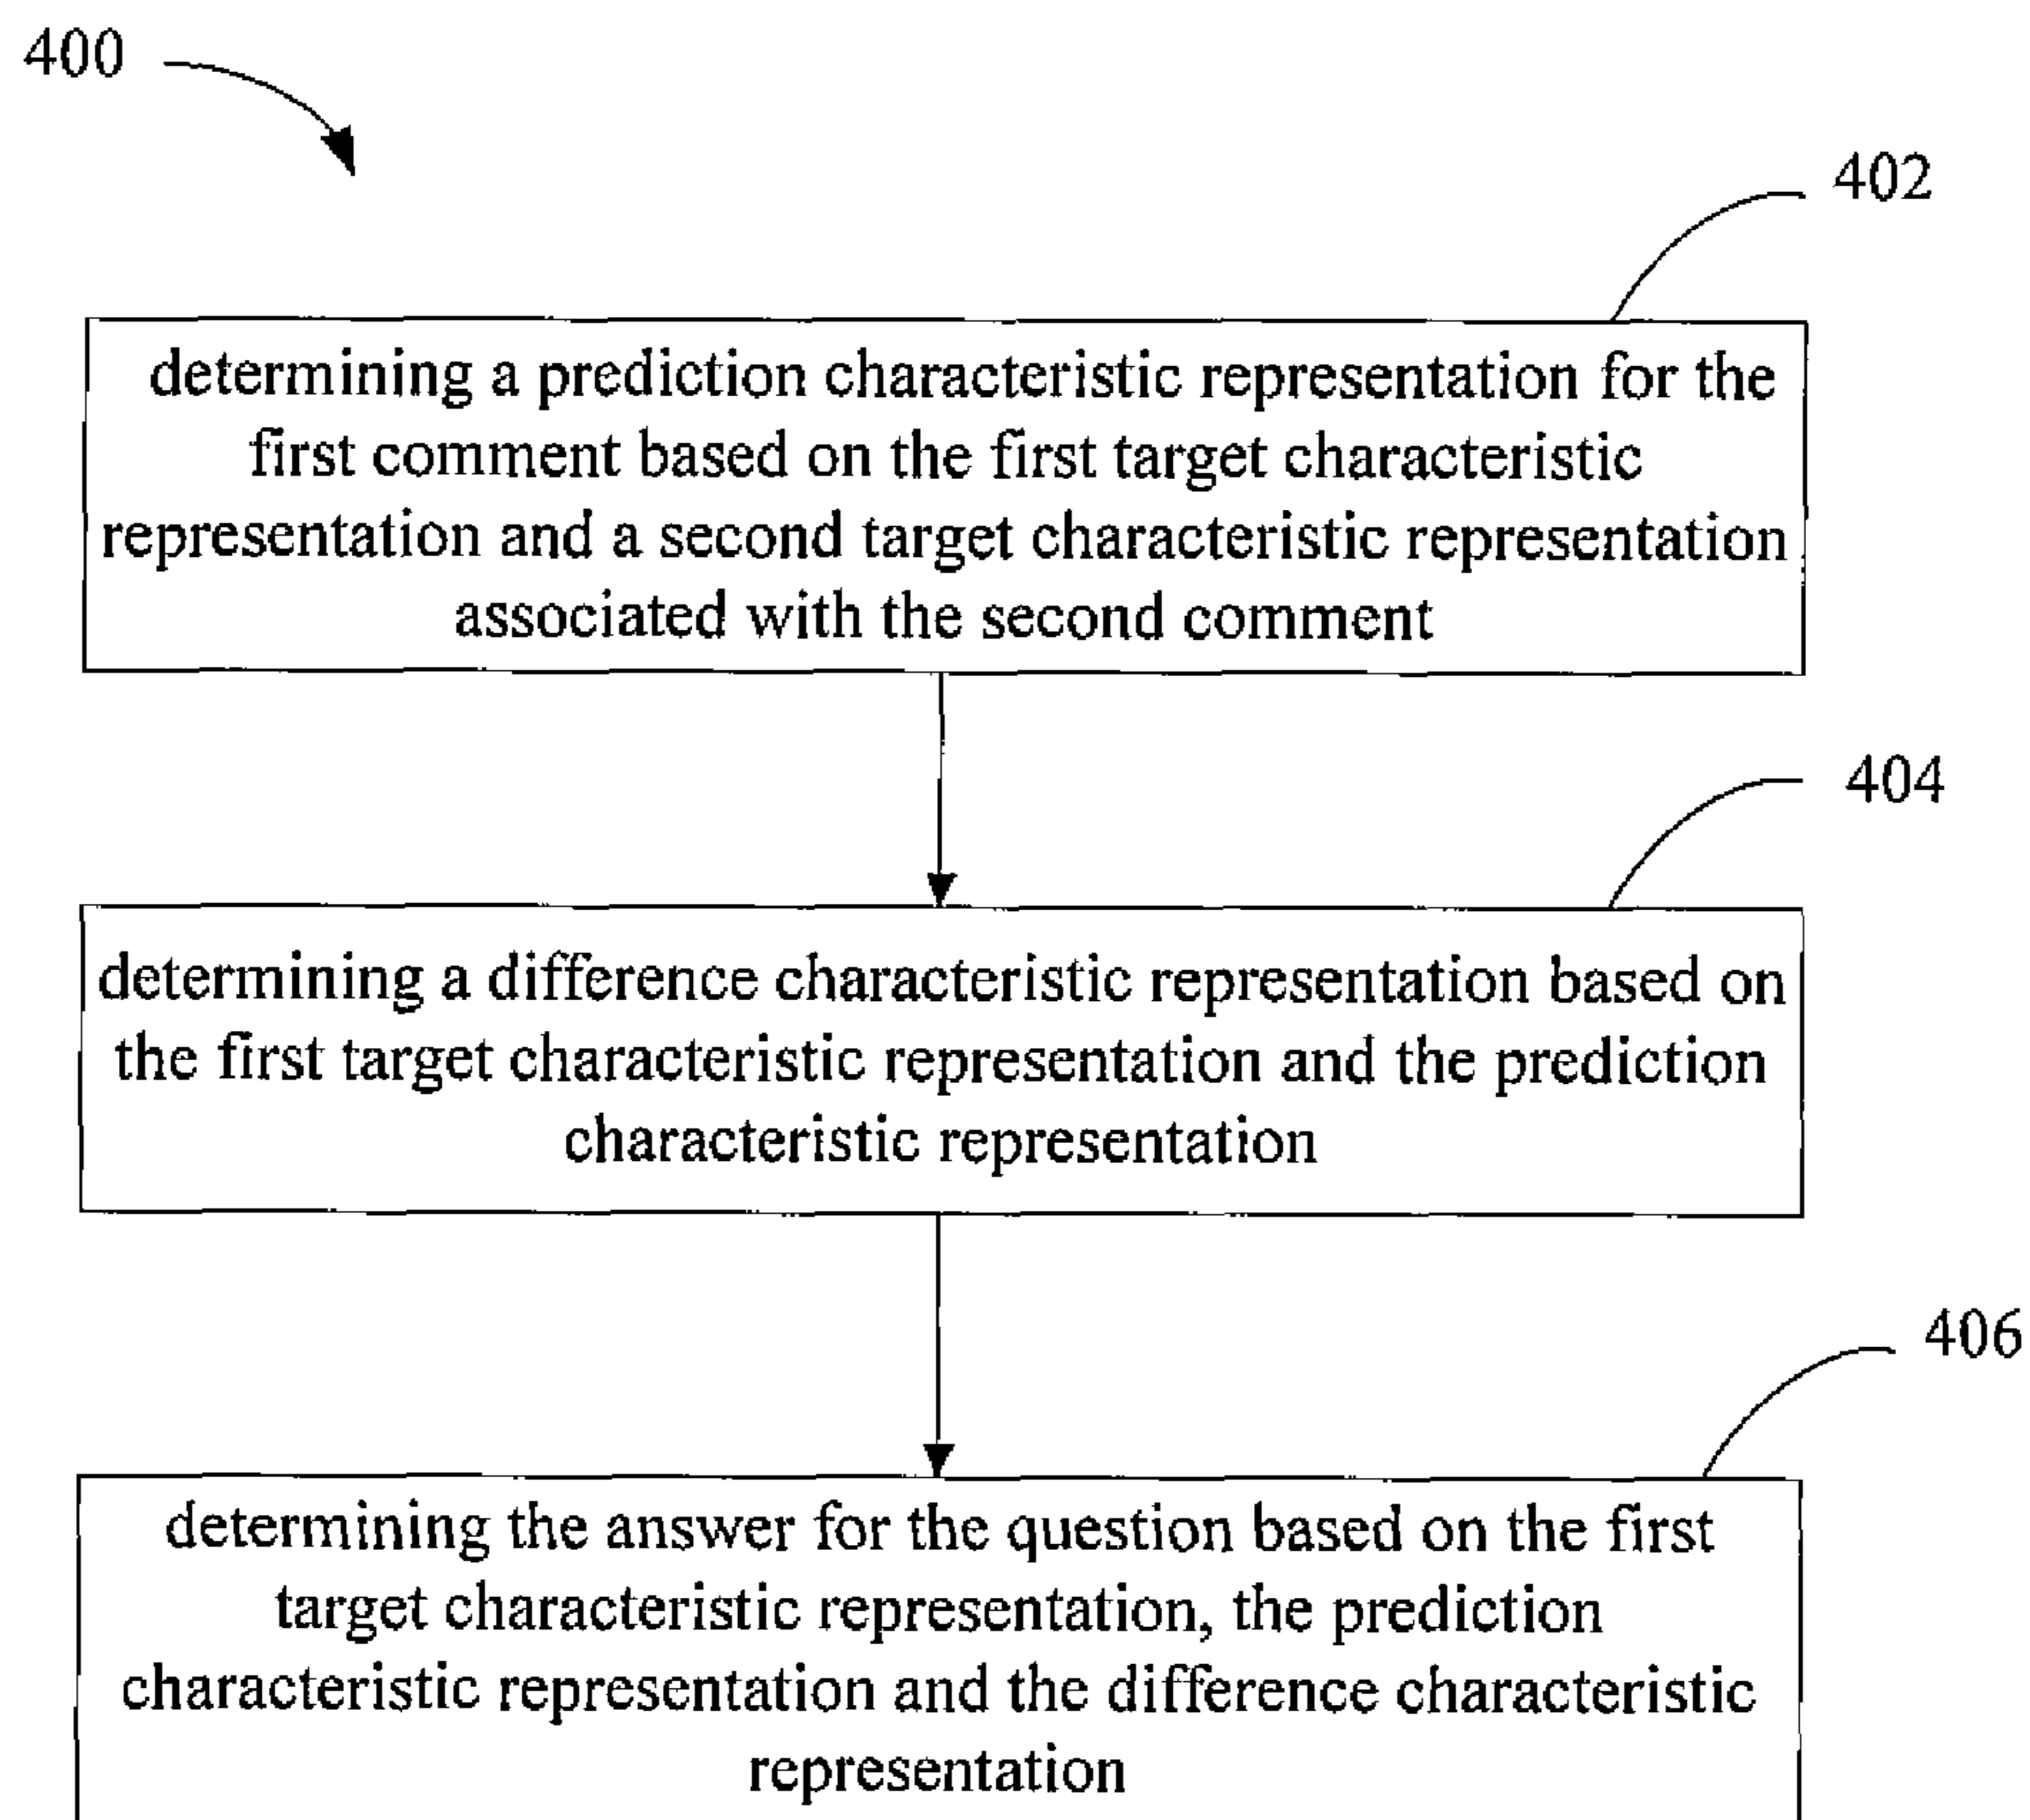 400
402
determining a prediction characteristic representation for the
first comment based on the first target characteristic
representation and a second target characteristic representation
associated with the second comment
404
determining a difference characteristic representation based on
the first target characteristic representation and the prediction
characteristic representation
406
determining the answer for the question based on the first
target characteristic representation, the prediction
characteristic representation and the difference characteristic
representation